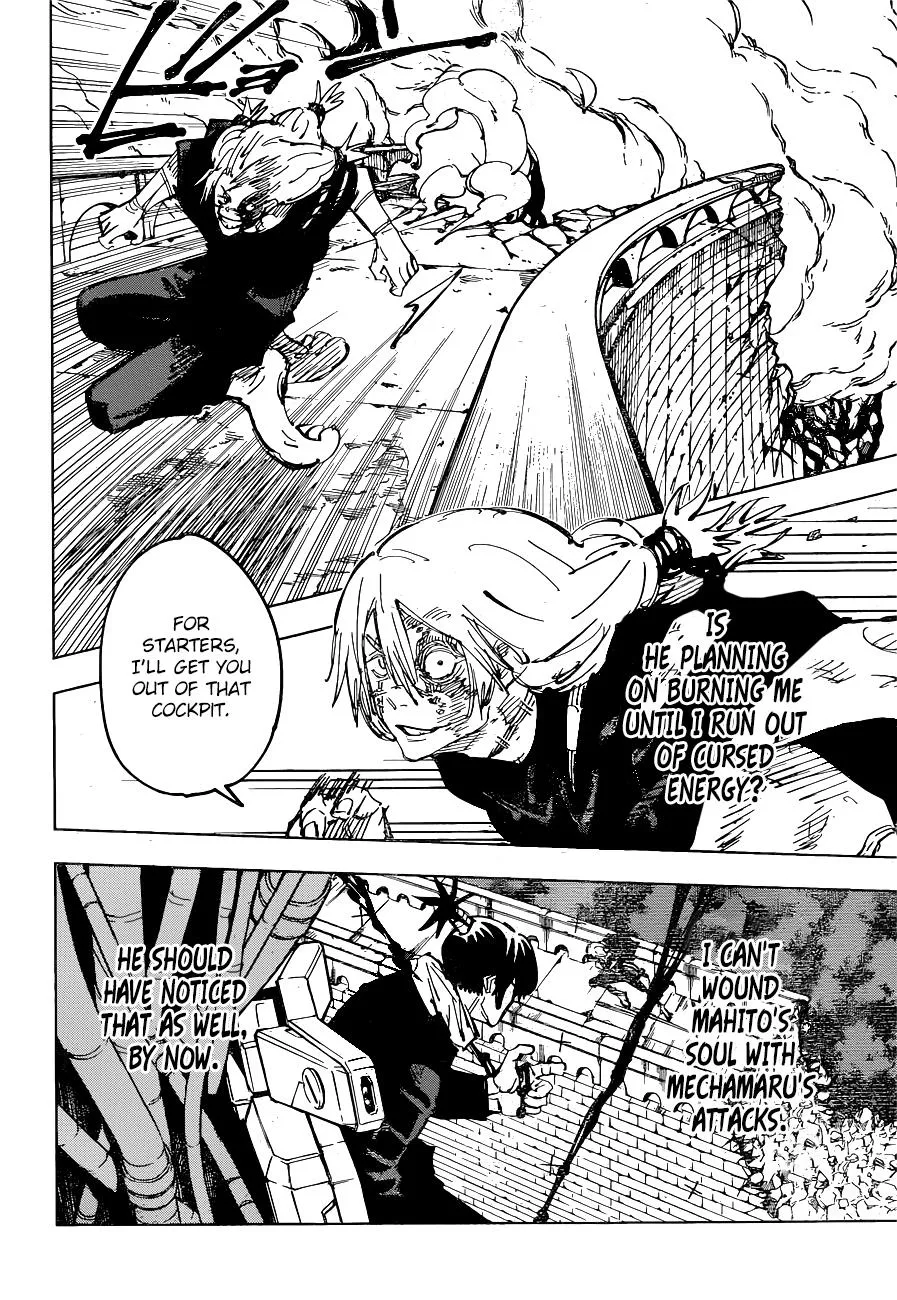 IS
HE PLANNING
ON BURNING ME
UNTIL I RUN OUT
OF CURSED
ENERGY?
FOR
STARTERS,
I'LL GET YOU
OUT OF THAT
COCKPIT.
I CAN'T
WOUND
MAHITO'S
SOUL WITH
MECHAMARU'S
ATTACKS.
HE SHOULD
HAVE NOTICED
THAT AS WELL,
BY NOW.